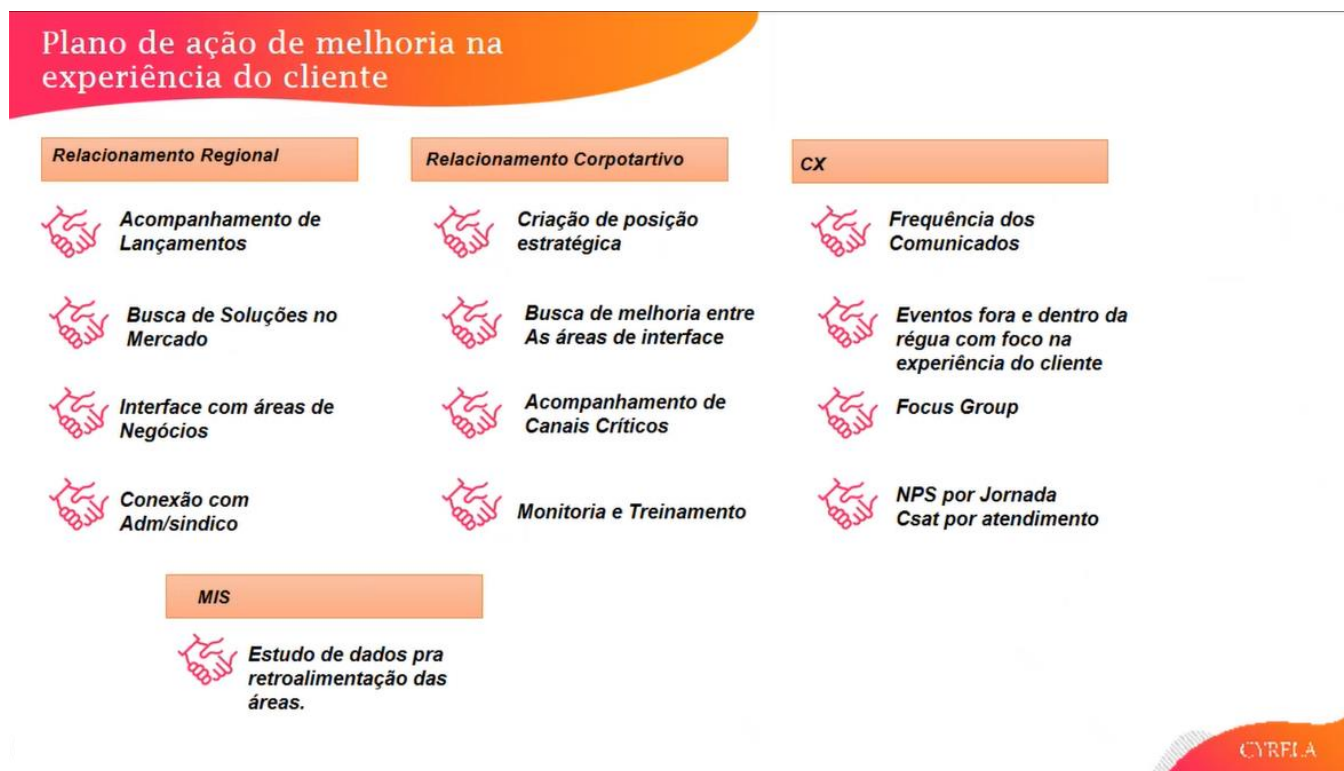 Plano de ação de melhoria na
experiência do cliente
Relacionamento Regional
Acompanhamento de
Lançamentos
Busca de Soluções no
Mercado
Interface com áreas de
Negócios
Conexão com
Adm/sindico
Relacionamento Corpotartivo
Criação de posição
estratégica
Busca de melhoria entre
As áreas de interface
Acompanhamento de
Canais Críticos
Monitoria e Treinamento
CX
Frequência dos
Comunicados
Eventos fora e dentro da
régua com foco na
experiência do cliente
Focus Group
NPS por Jornada
Csat por atendimento
MIS
Estudo de dados pra
retroalimentação das
áreas.
CYRELA